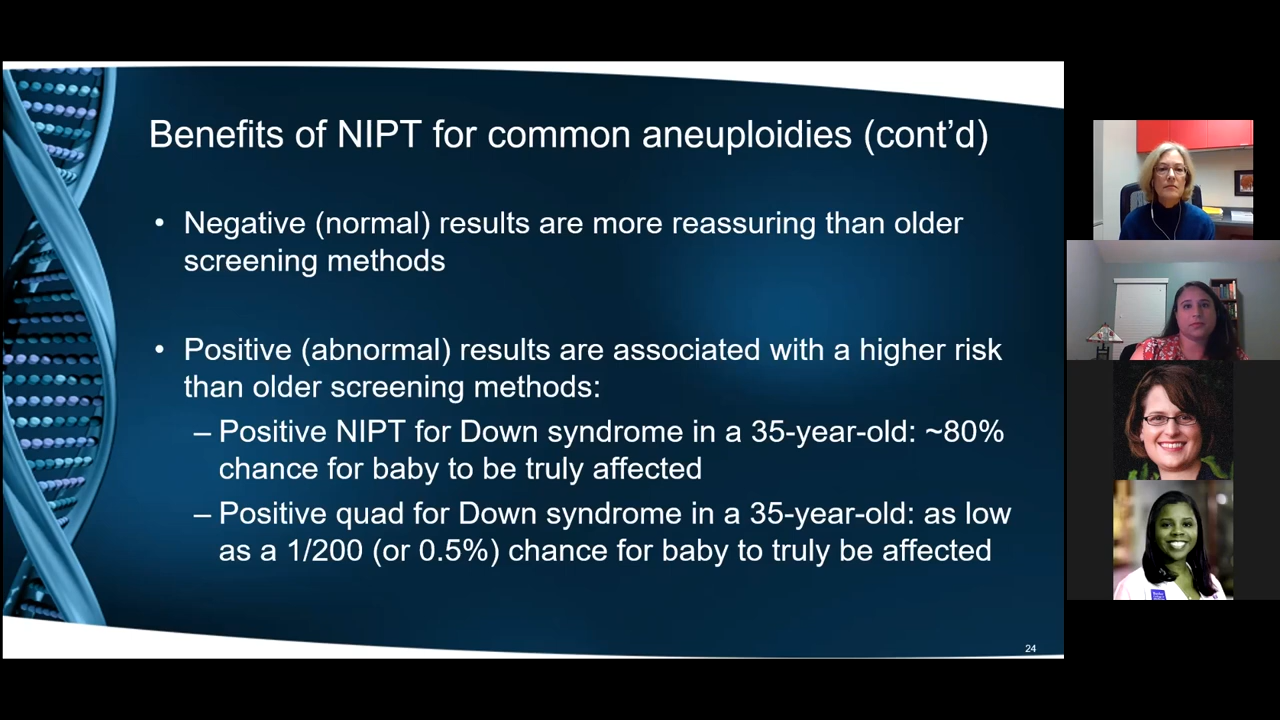 Benefits of NIPT for common aneuploidies (cont’d)
• Negative (normal) results are more reassuring than older
screening methods
• Positive (abnormal) results are associated with a higher risk
than older screening methods:
– Positive NIPT for Down syndrome in a 35-year-old: ~80%
chance for baby to be truly affected
– Positive quad for Down syndrome in a 35-year-old: as low
as a 1/200 (or 0.5%) chance for baby to truly be affected
24